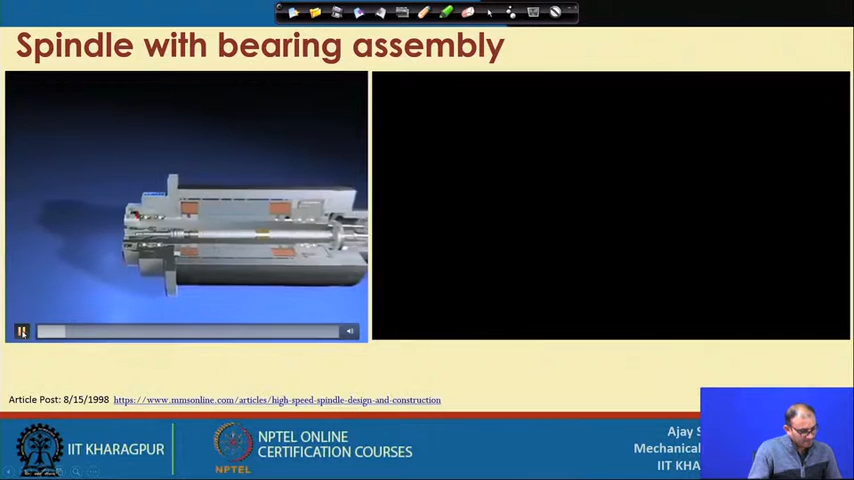 Spindle with bearing assembly
Article Post: 8/15/1998 https://www.mmsonline.com/articles/high-speed-spindle-design-and-construction
IIT KHARAGPUR
NPTEL
NPTEL ONLINE
CERTIFICATION COURSES
Ajay S
Mechanical
IIT KHA